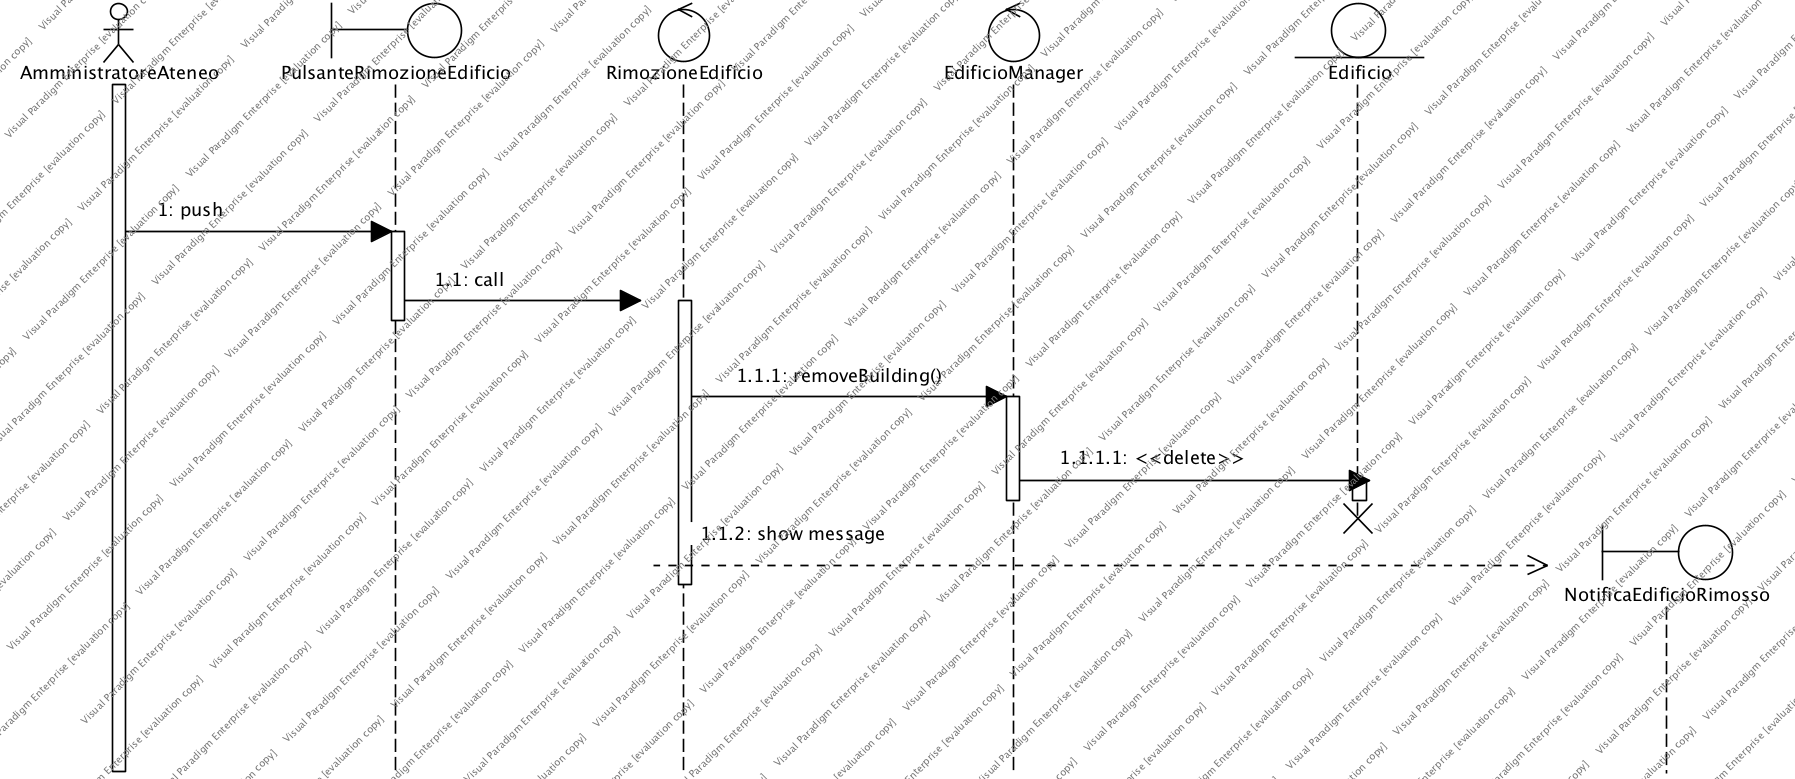 AmministratoreAteneo
PulsanteRimozioneEdificio
RimozioneEdificio
EdificioManager
Edificio
1: push
1.1: call
1.1.1: removeBuilding()
1.1.1.1: <<delete>>
1.1.2: show message
NotificaEdificioRimosso
Visual Paradigm Enterprise [evaluation copy]